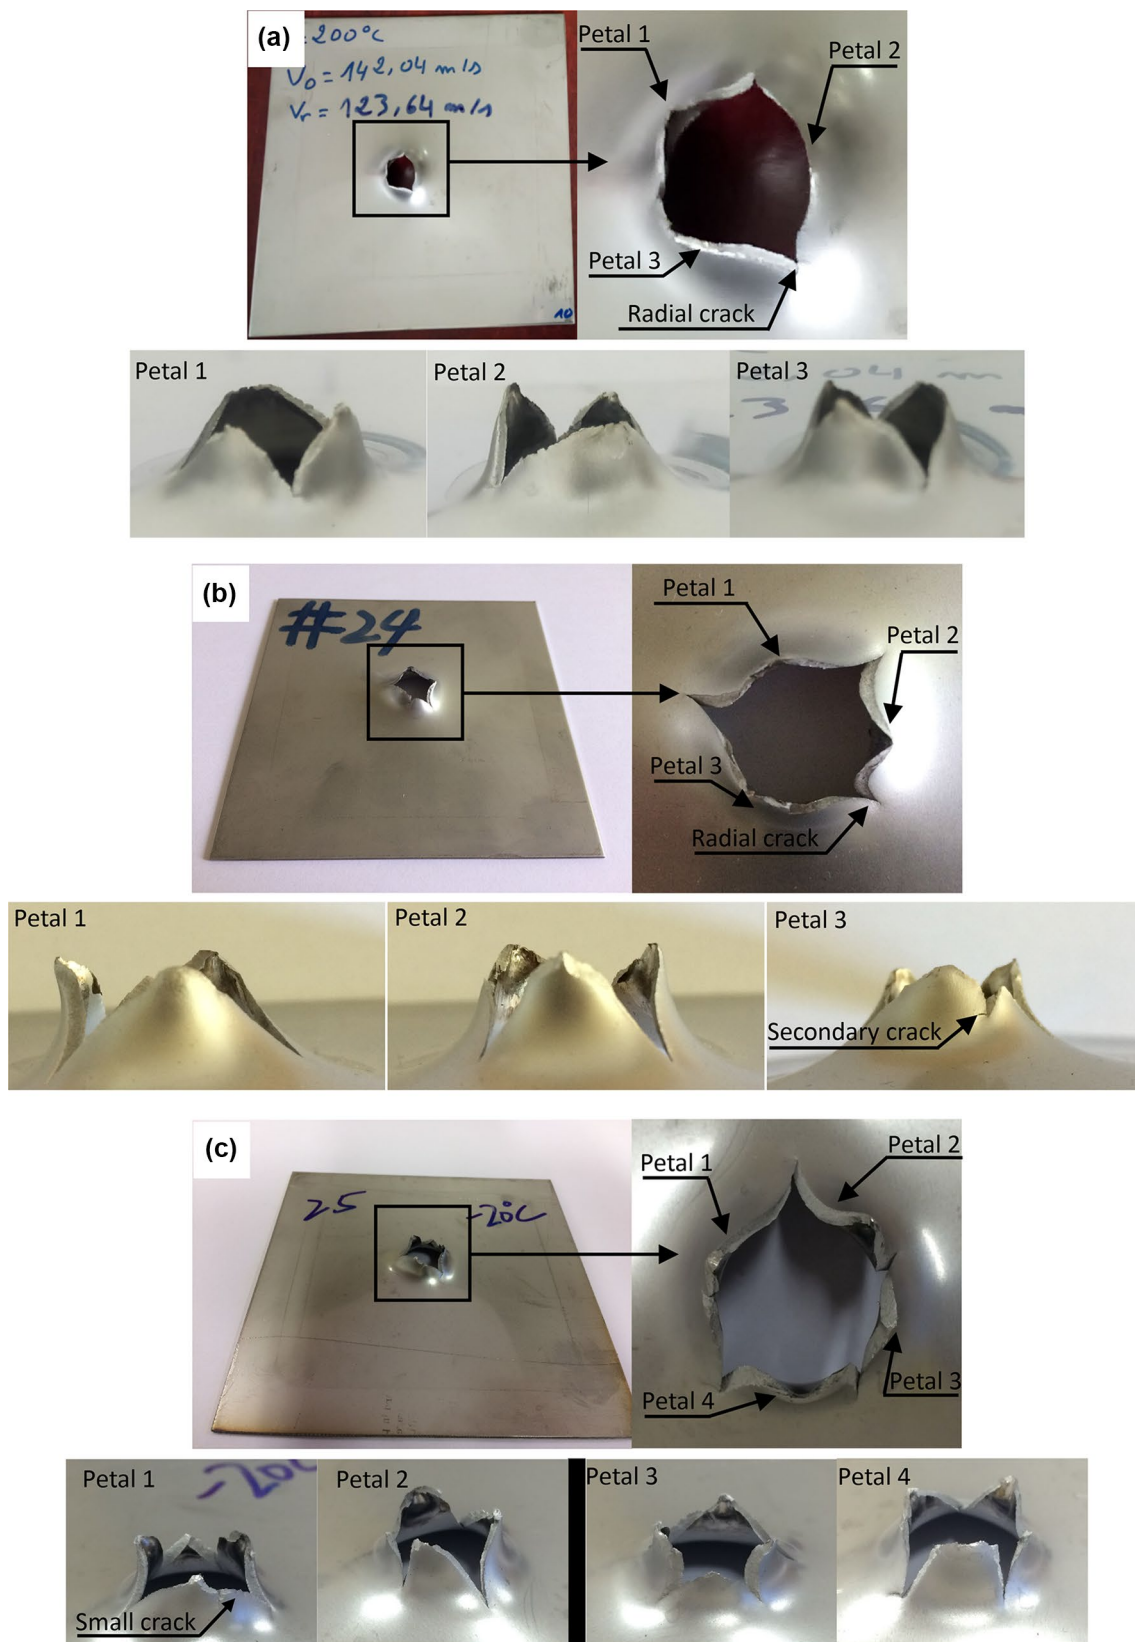 (a)
200°C
V₀ = 142,04 m/s
Vᵣ = 123,64 m/s
10
Petal 1
Petal 2
Petal 3
Radial crack
Petal 1
Petal 2
Petal 3
04 m
3
(b)
#24
Petal 1
Petal 2
Petal 3
Radial crack
Petal 1
Petal 2
Petal 3
Secondary crack
(c)
25
-20°C
Petal 1
Petal 2
Petal 3
Petal 4
Petal 1
Petal 2
Petal 3
Petal 4
Small crack